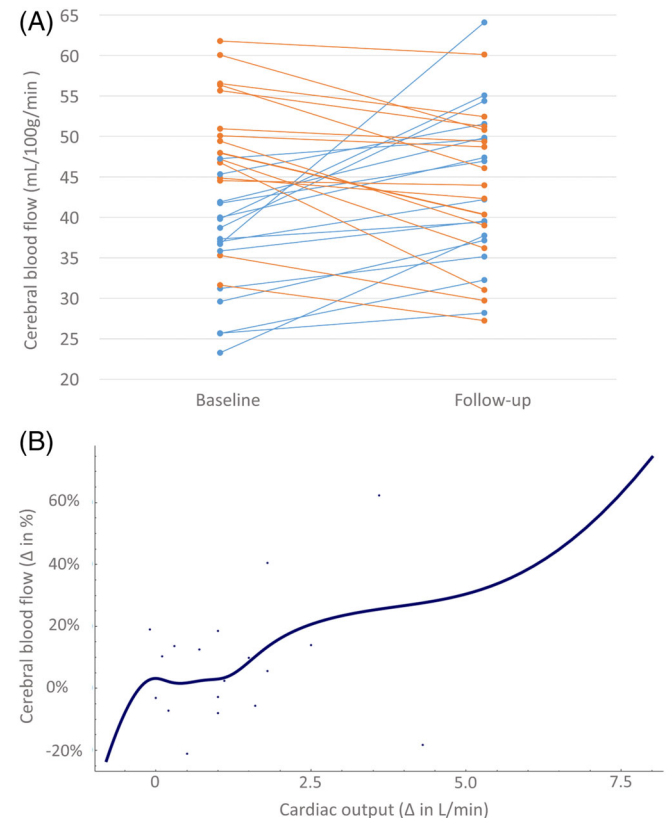 (A)
Cerebral blood flow (mL/100g/min )
65
60
55
50
45
40
35
30
25
20
Baseline Follow-up
(B)
Cerebral blood flow (Δ in %)
60%
40%
20%
0%
-20%
0 2.5 5.0 7.5
Cardiac output (Δ in L/min)